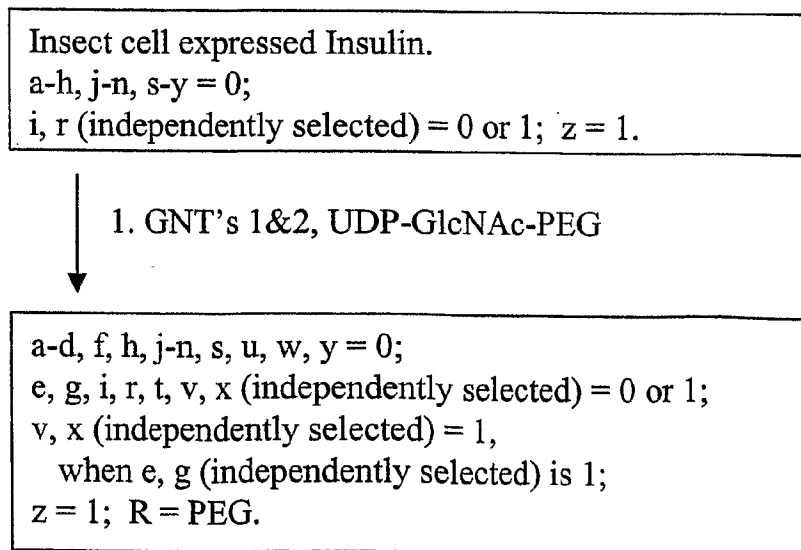 Insect cell expressed Insulin.
a-h, j-n, s-y = 0;
i, r (independently selected) = 0 or 1; z = 1.
1. GNT's 1&2, UDP-GlcNAc-PEG
a-d, f, h, j-n, s, u, w, y = 0;
e, g, i, r, t, v, x (independently selected) = 0 or 1;
v, x (independently selected) = 1,
when e, g (independently selected) is 1;
z = 1; R = PEG.